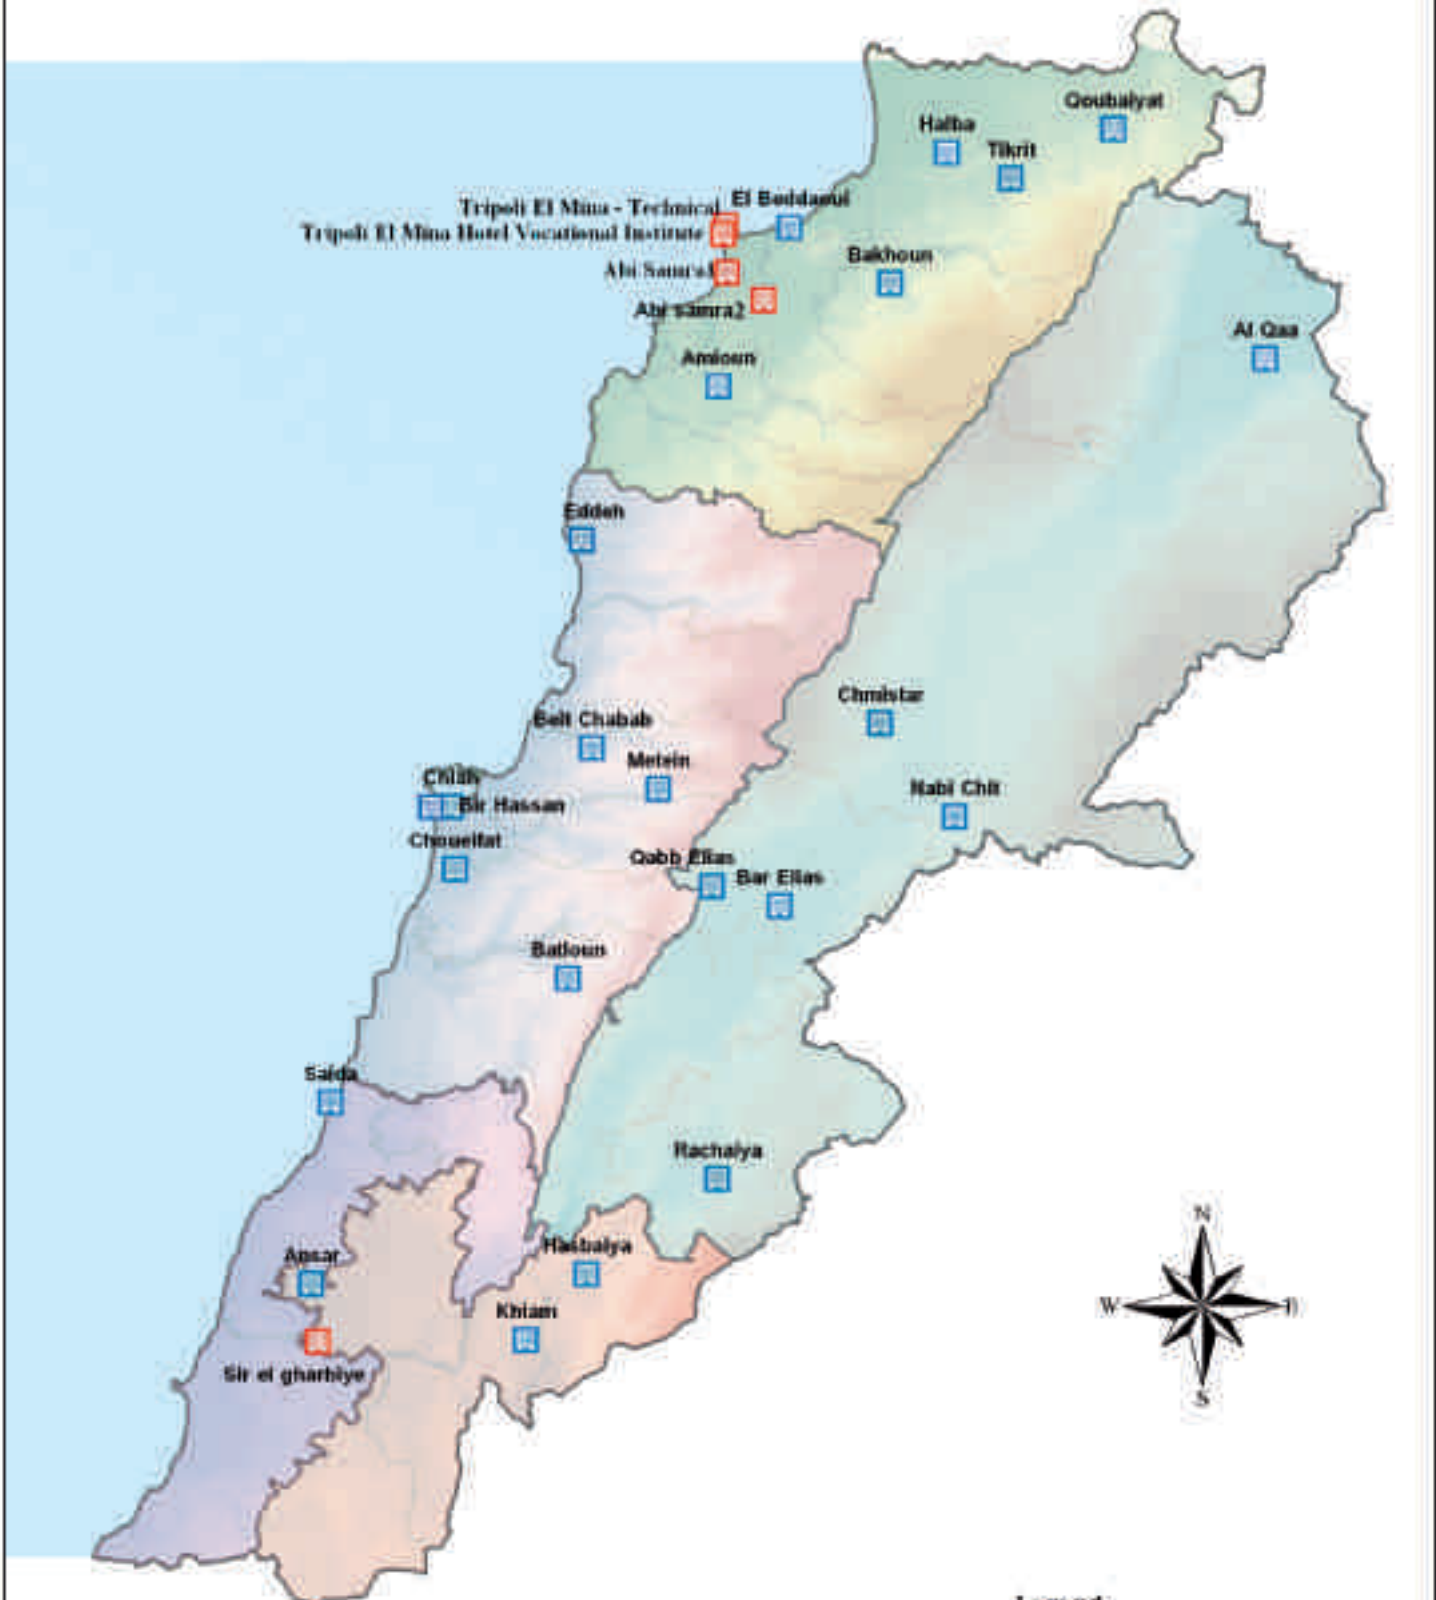 Qoubaiyat
Halba
Tikrit
El Beddaoui
Tripoli El Mina - Technical
Tripoli El Mina Hotel Vocational Institute
Bakhoun
Abi Samra1
Abi samra2
Al Qaa
Amioun
Eddeh
Chmistar
Beit Chabab
Metein
Chiah
Nabi Chit
Bir Hassan
Choueifat
Qabb Elias
Bar Elias
Batloun
Saida
Rachaiya
N
Hasbaiya
Ansar
W
E
Khiam
Sir el gharbiye
S